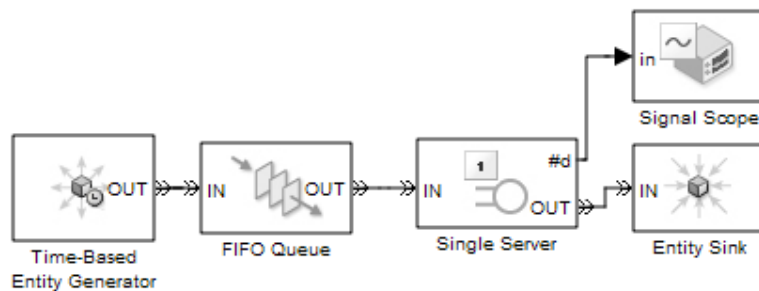 in
Signal Scope
OUT
Time-Based
Entity Generator
IN
OUT
FIFO Queue
1
#d
IN
OUT
Single Server
IN
Entity Sink